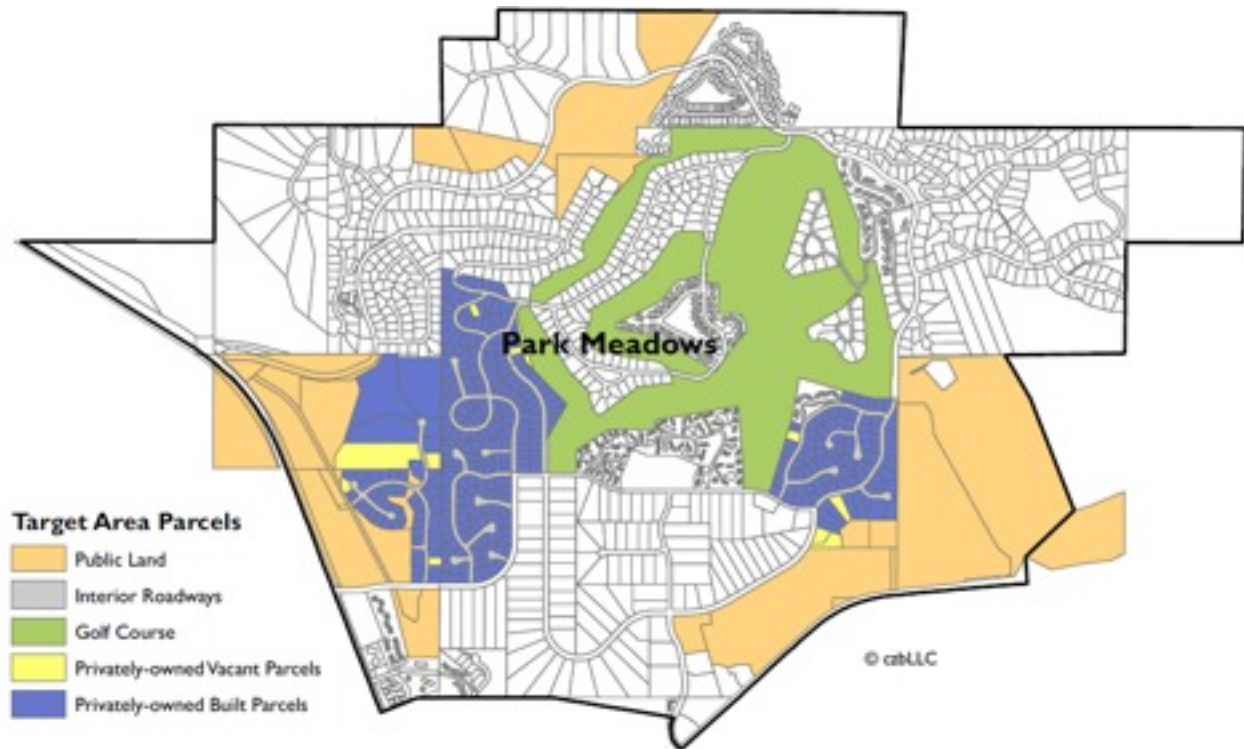 Park Meadows
Target Area Parcels
Public Land
Interior Roadways
Golf Course
Privately-owned Vacant Parcels
Privately-owned Built Parcels
© czbLLC